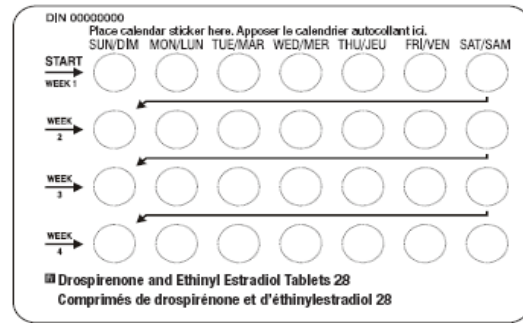 DIN 00000000
Place calendar sticker here. Apposer le calendrier autocollant ici.
SUN/DIM MON/LUN TUE/MAR WED/MER THU/JEU FRI/VEN SAT/SAM
START
WEEK 1
WEEK
2
WEEK
3
WEEK
4
Drospirenone and Ethinyl Estradiol Tablets 28
Comprimés de drospirénone et d'éthinylestradiol 28